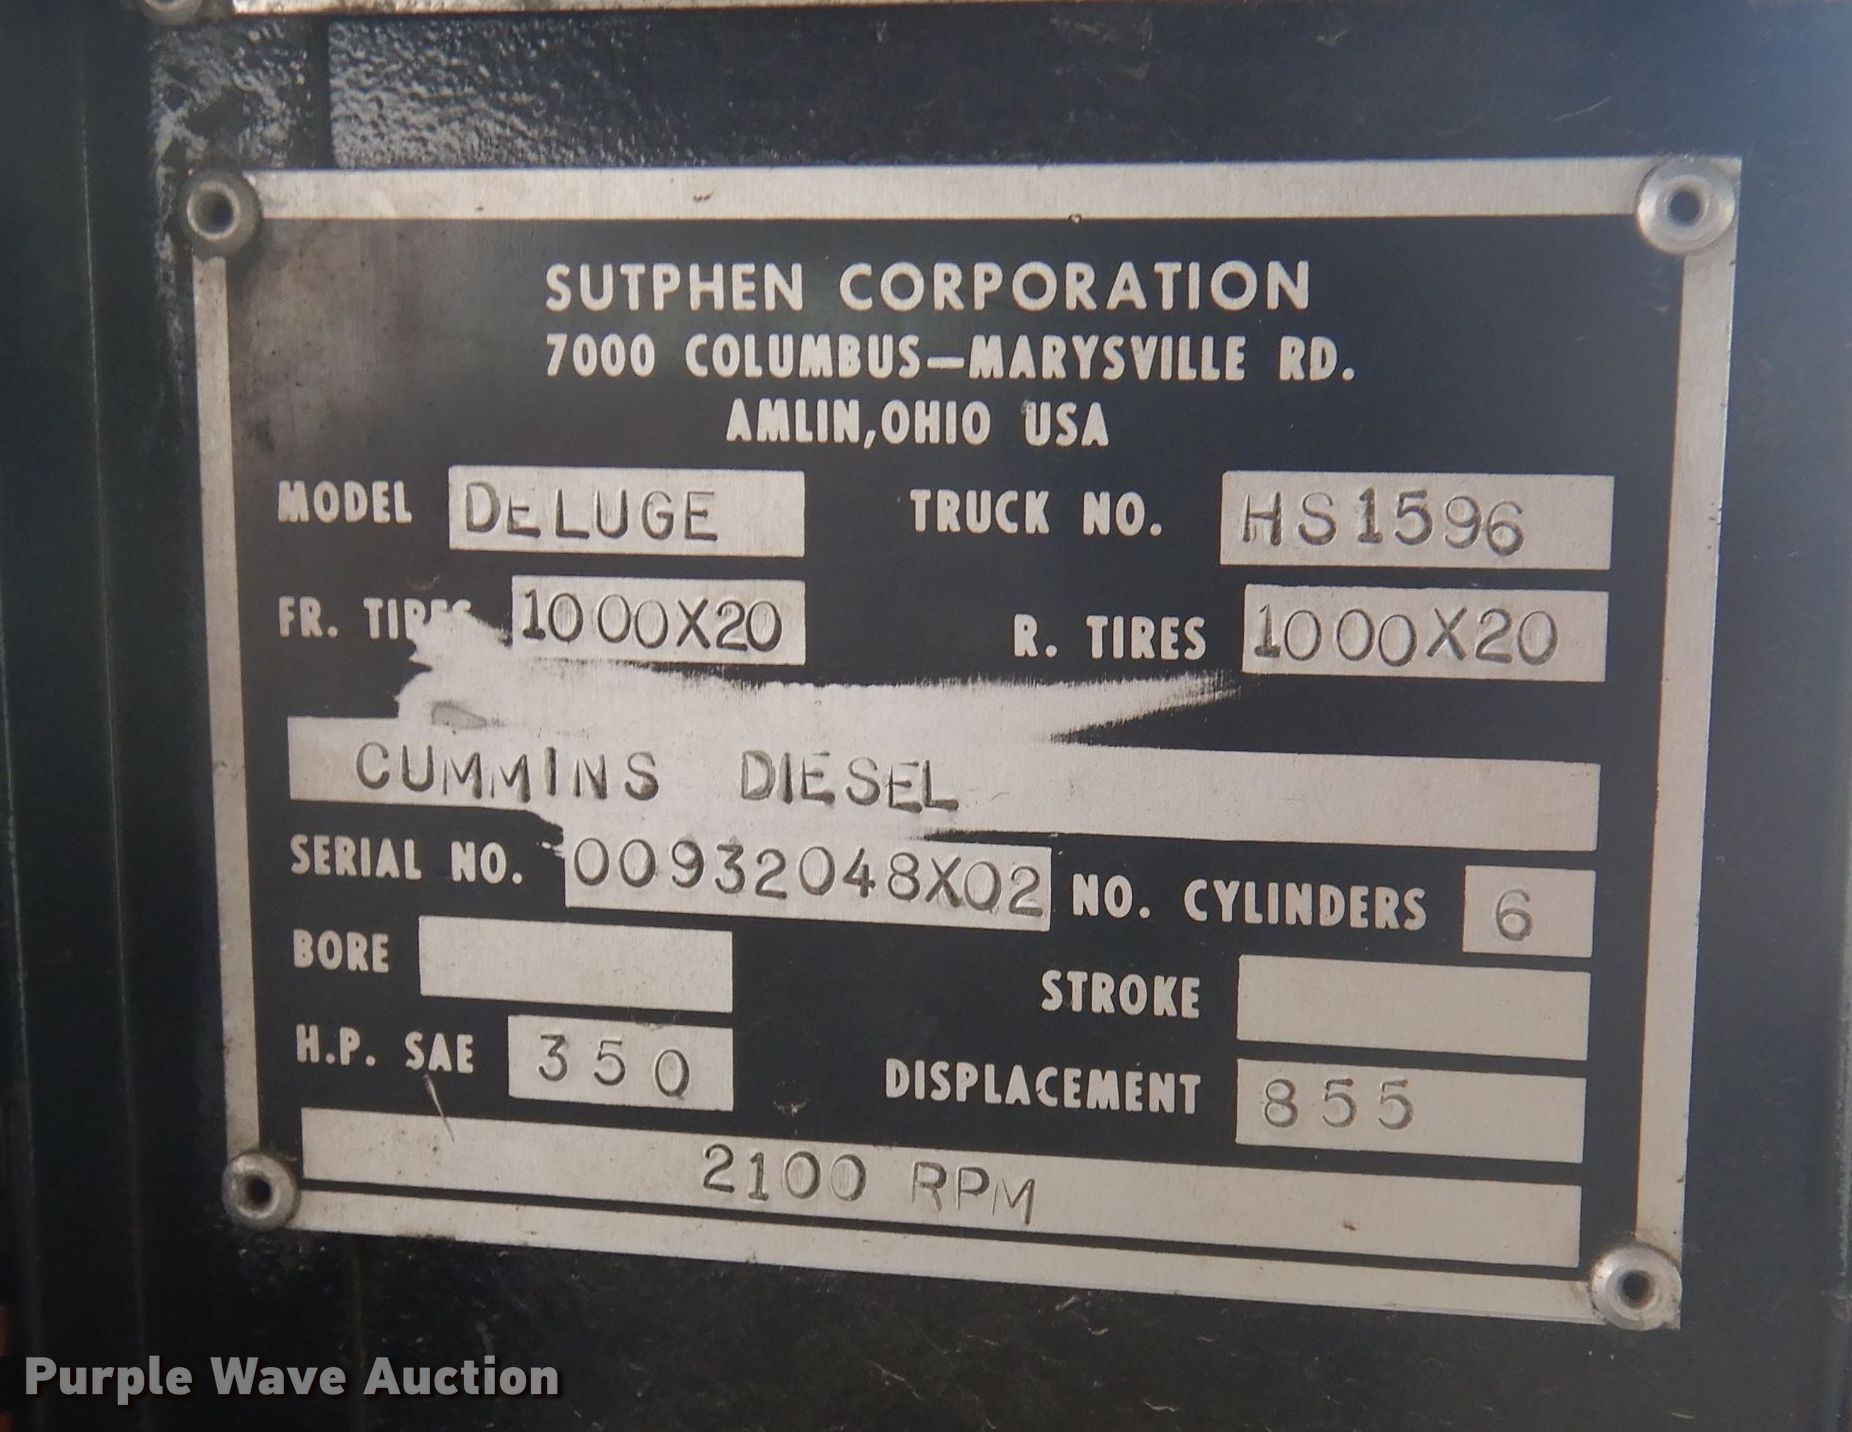 SUTPHEN CORPORATION
7000 COLUMBUS—MARYSVILLE RD.
AMLIN, OHIO USA
MODEL DELUGE TRUCK NO. HS1596
FR. TIRES 1000X20 R. TIRES 1000X20
CUMMINS DIESEL
SERIAL NO. 00932048X02 NO. CYLINDERS 6
BORE STROKE
H.P. SAE 350 DISPLACEMENT 855
2100 RPM
Purple Wave Auction